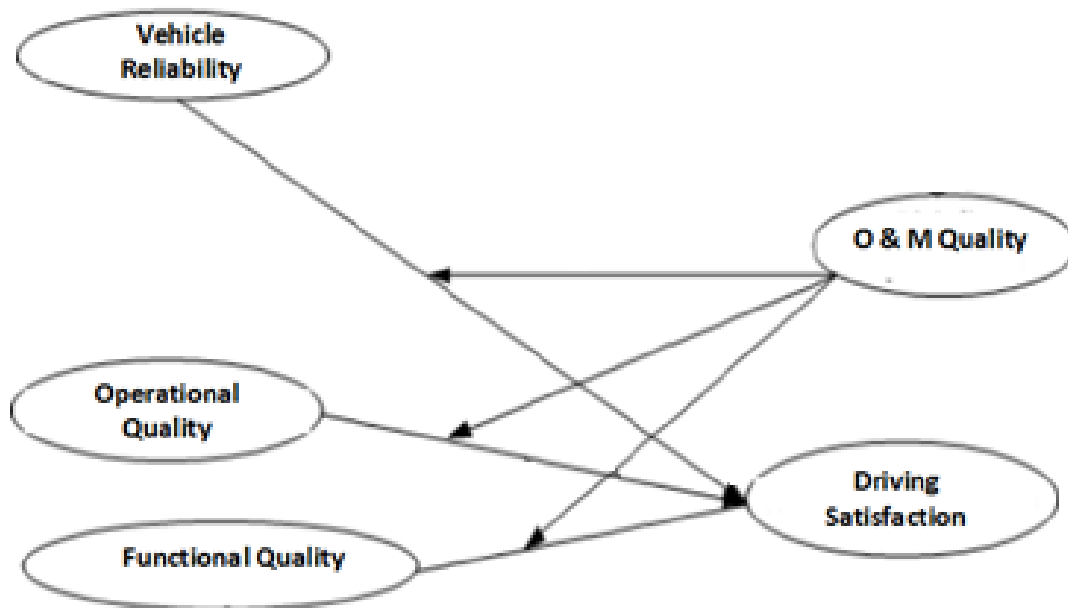 Vehicle
Reliability
O & M Quality
Operational
Quality
Driving
Satisfaction
Functional Quality